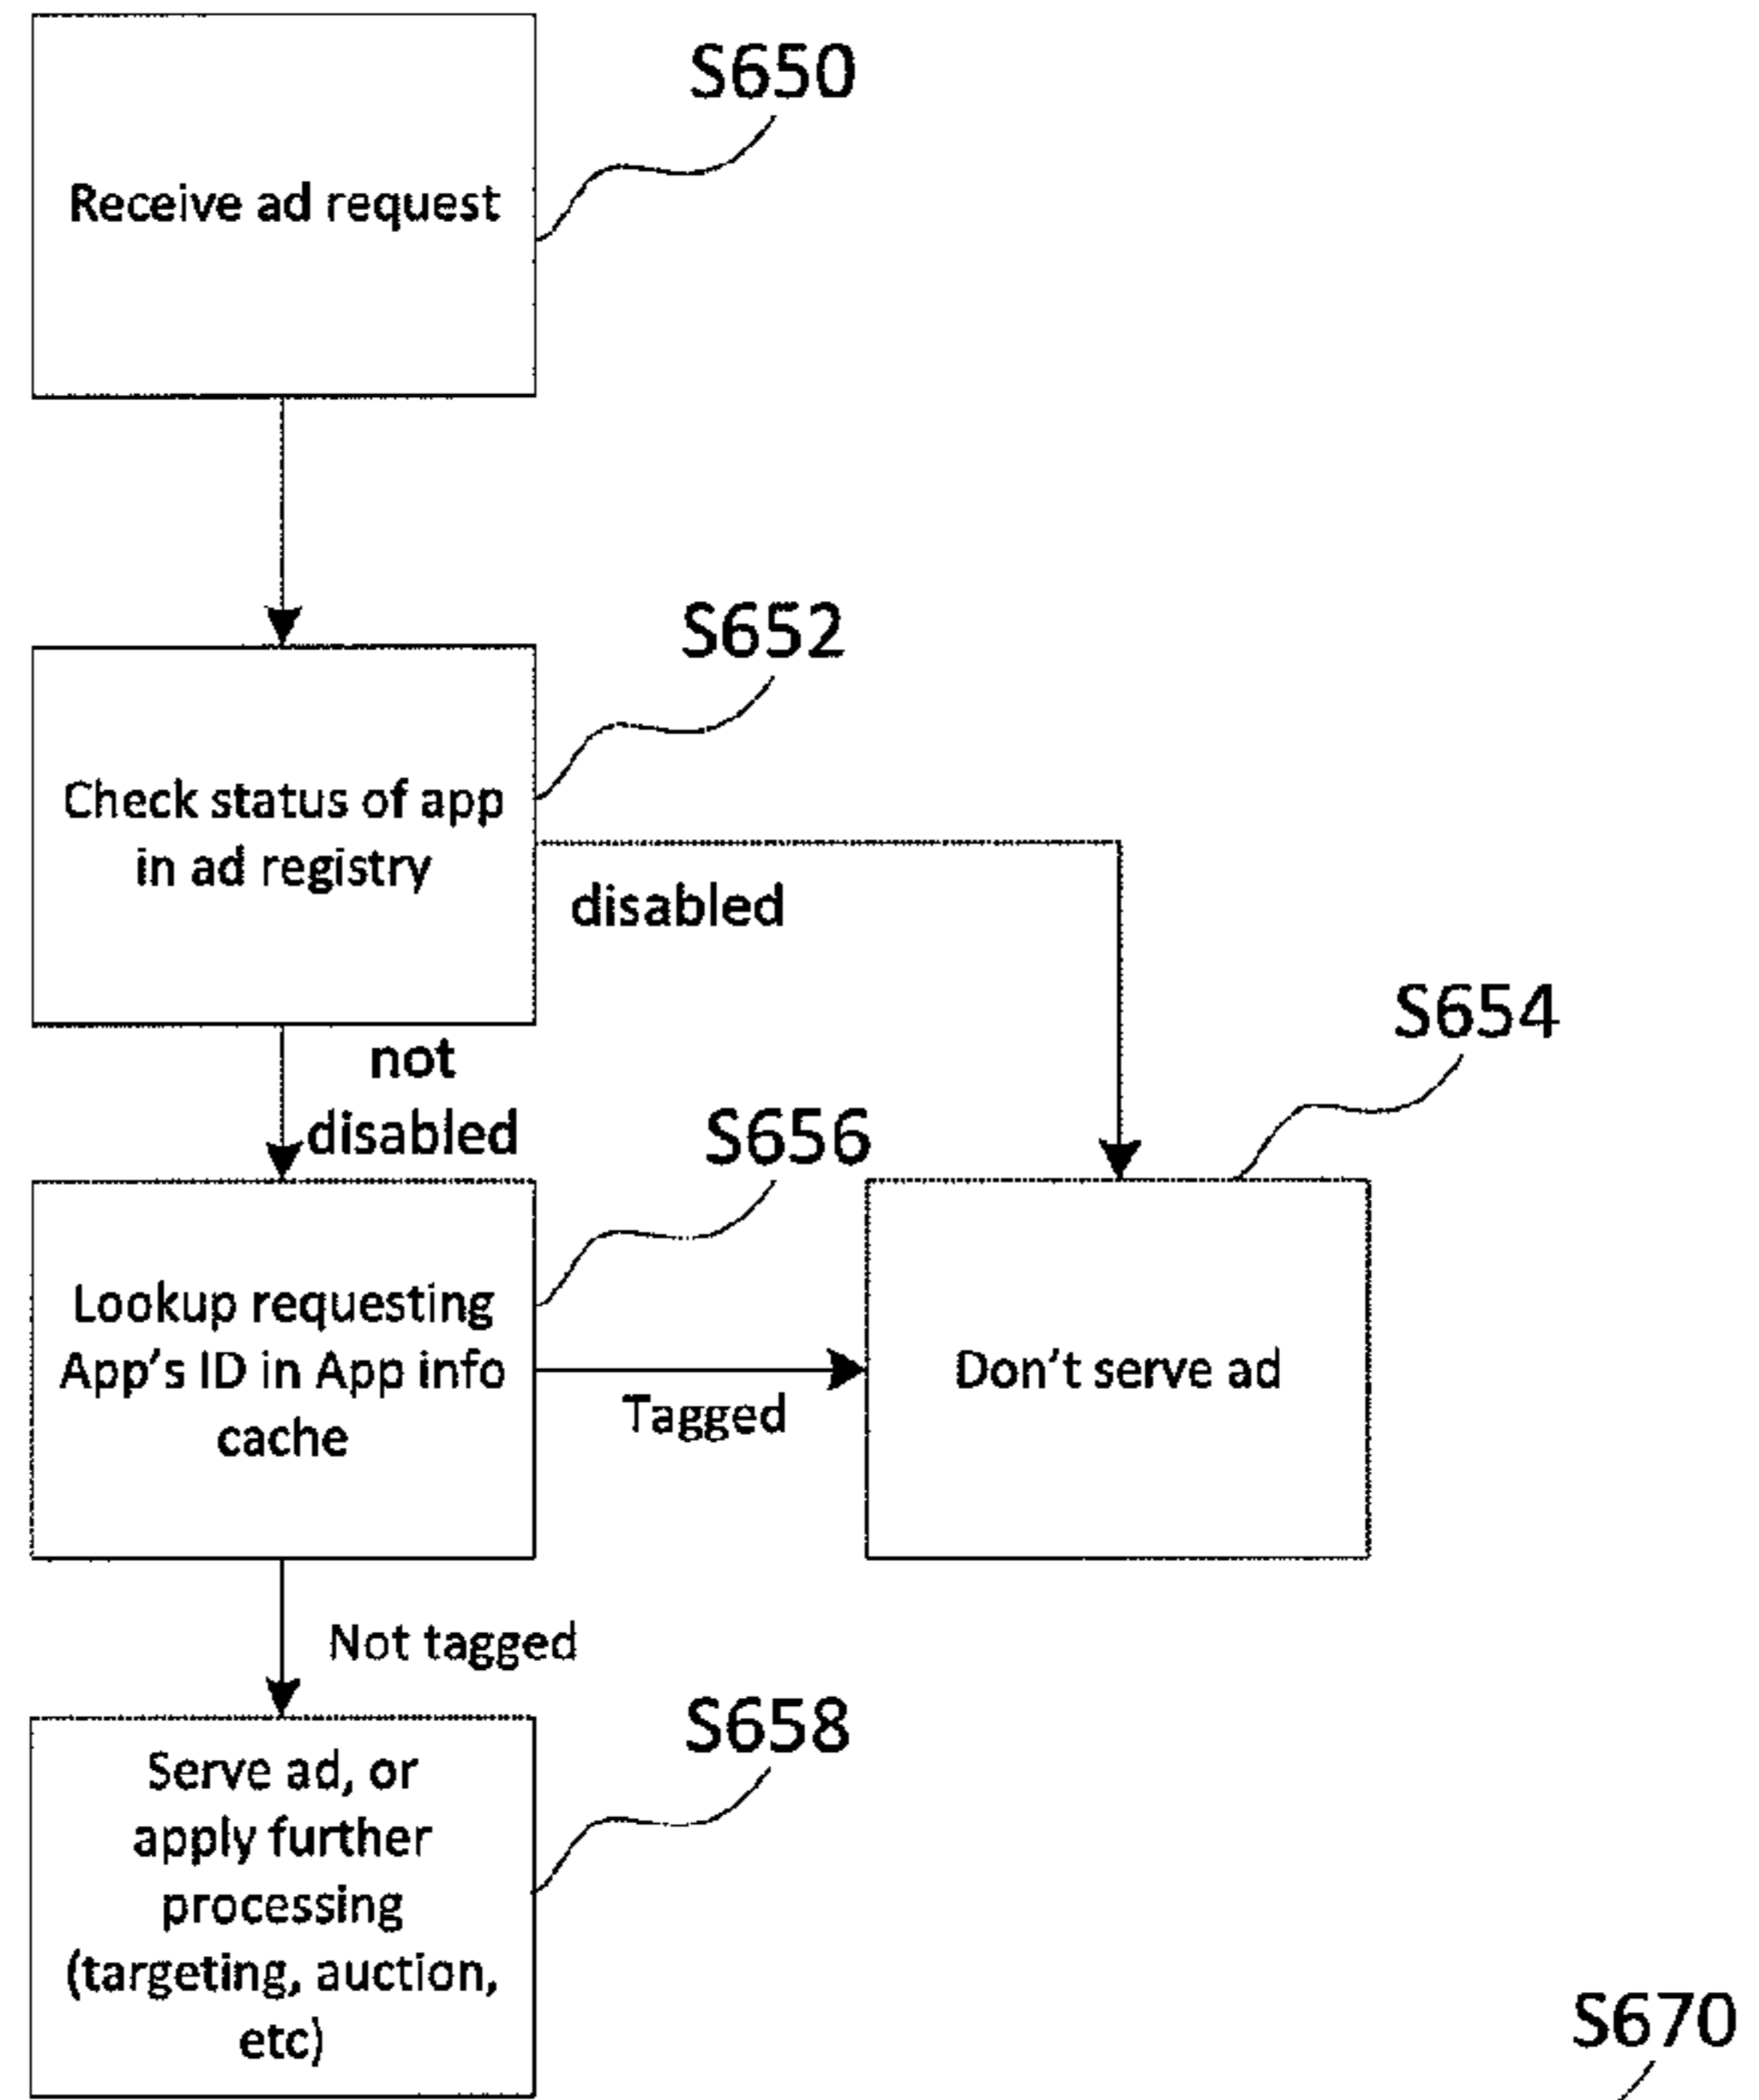 S650
Receive ad request
S652
Check status of app
in ad registry
disabled
not
disabled
S654
S656
Lookup requesting
App's ID in App info
cache
Tagged
Don't serve ad
Not tagged
S658
Serve ad, or
apply further
processing
(targeting, auction,
etc)
S670